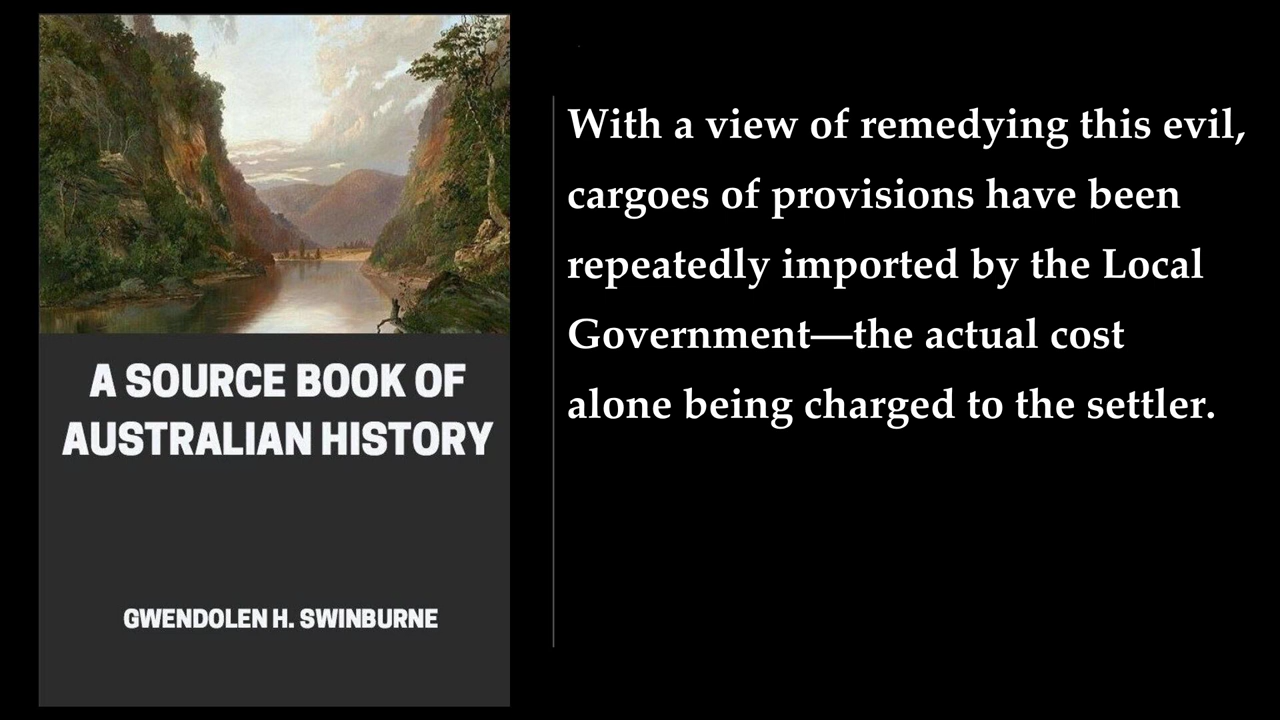 A SOURCE BOOK OF
AUSTRALIAN HISTORY
GWENDOLEN H. SWINBURNE
With a view of remedying this evil,
cargoes of provisions have been
repeatedly imported by the Local
Government—the actual cost
alone being charged to the settler.